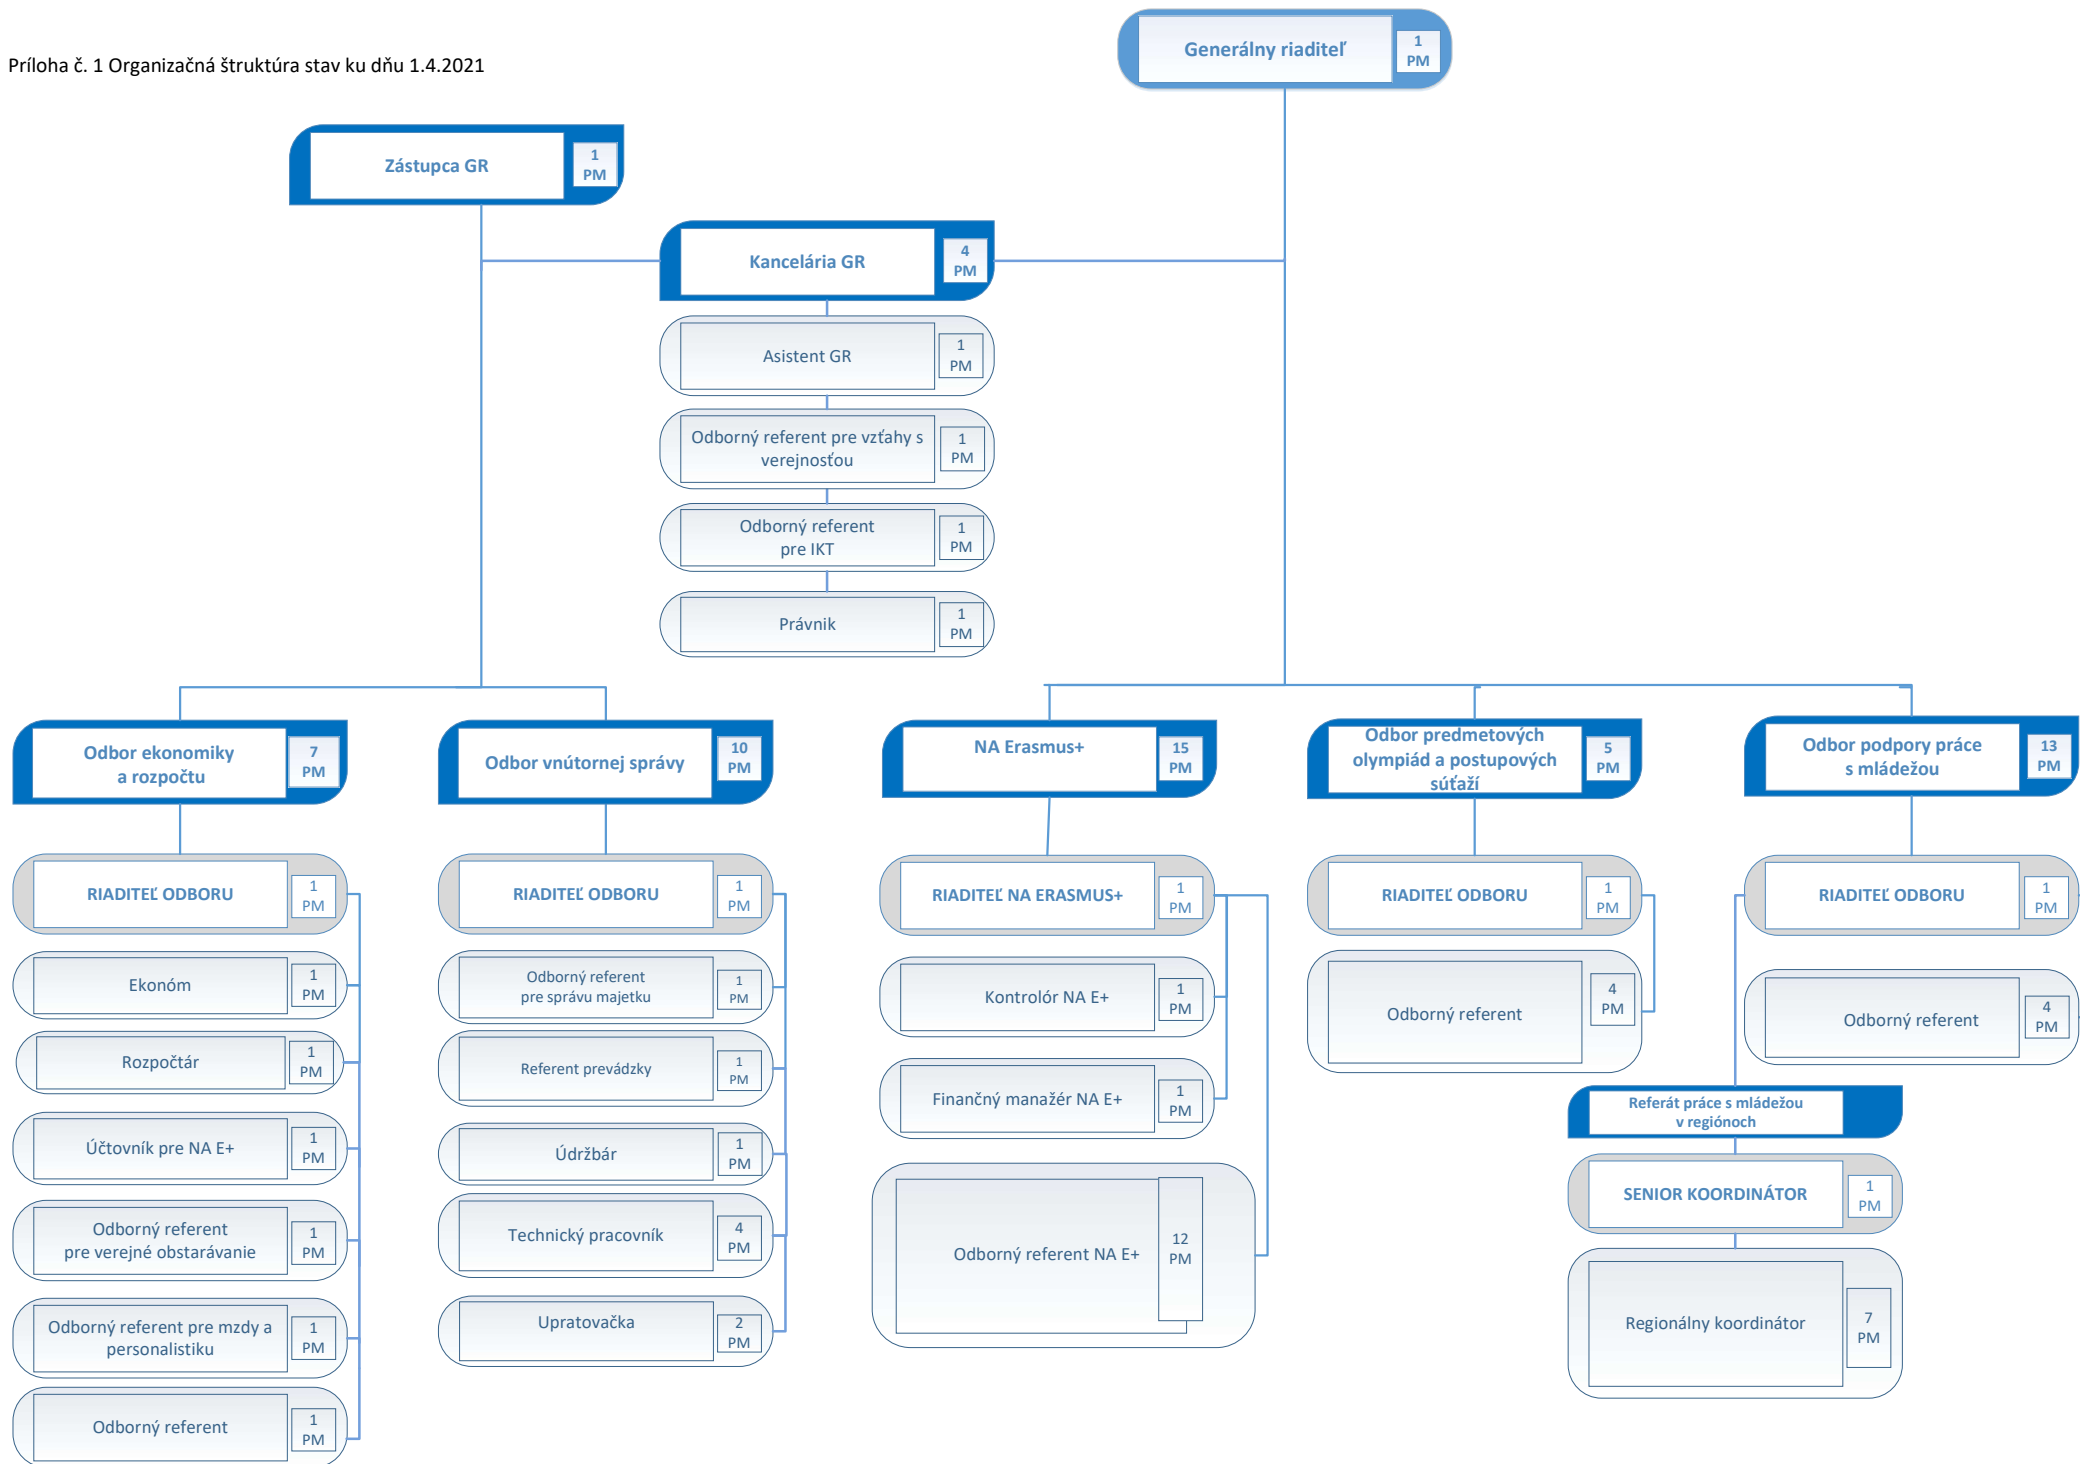 Generálny riaditeľ
1
PM
Príloha č. 1 Organizačná štruktúra stav ku dňu 1.4.2021
Zástupca GR
1
PM
Kancelária GR
4
PM
Asistent GR
1
PM
Odborný referent pre vzťahy s
verejnosťou
1
PM
Odborný referent
pre IKT
1
PM
Právnik
1
PM
Odbor ekonomiky
a rozpočtu
7
PM
RIADITEĽ ODBORU
1
PM
Ekonóm
1
PM
Rozpočtár
1
PM
Účtovník pre NA E+
1
PM
Odborný referent
pre verejné obstarávanie
1
PM
Odborný referent pre mzdy a
personalistiku
1
PM
Odborný referent
1
PM
Odbor vnútornej správy
10
PM
RIADITEĽ ODBORU
1
PM
Odborný referent
pre správu majetku
1
PM
Referent prevádzky
1
PM
Údržbár
1
PM
Technický pracovník
4
PM
Upratovačka
2
PM
NA Erasmus+
15
PM
RIADITEĽ NA ERASMUS+
1
PM
Kontrolór NA E+
1
PM
Finančný manažér NA E+
1
PM
Odborný referent NA E+
12
PM
Odbor predmetových
olympiád a postupových
súťaží
5
PM
RIADITEĽ ODBORU
1
PM
Odborný referent
4
PM
Odbor podpory práce
s mládežou
13
PM
RIADITEĽ ODBORU
1
PM
Odborný referent
4
PM
Referát práce s mládežou
v regiónoch
SENIOR KOORDINÁTOR
1
PM
Regionálny koordinátor
7
PM